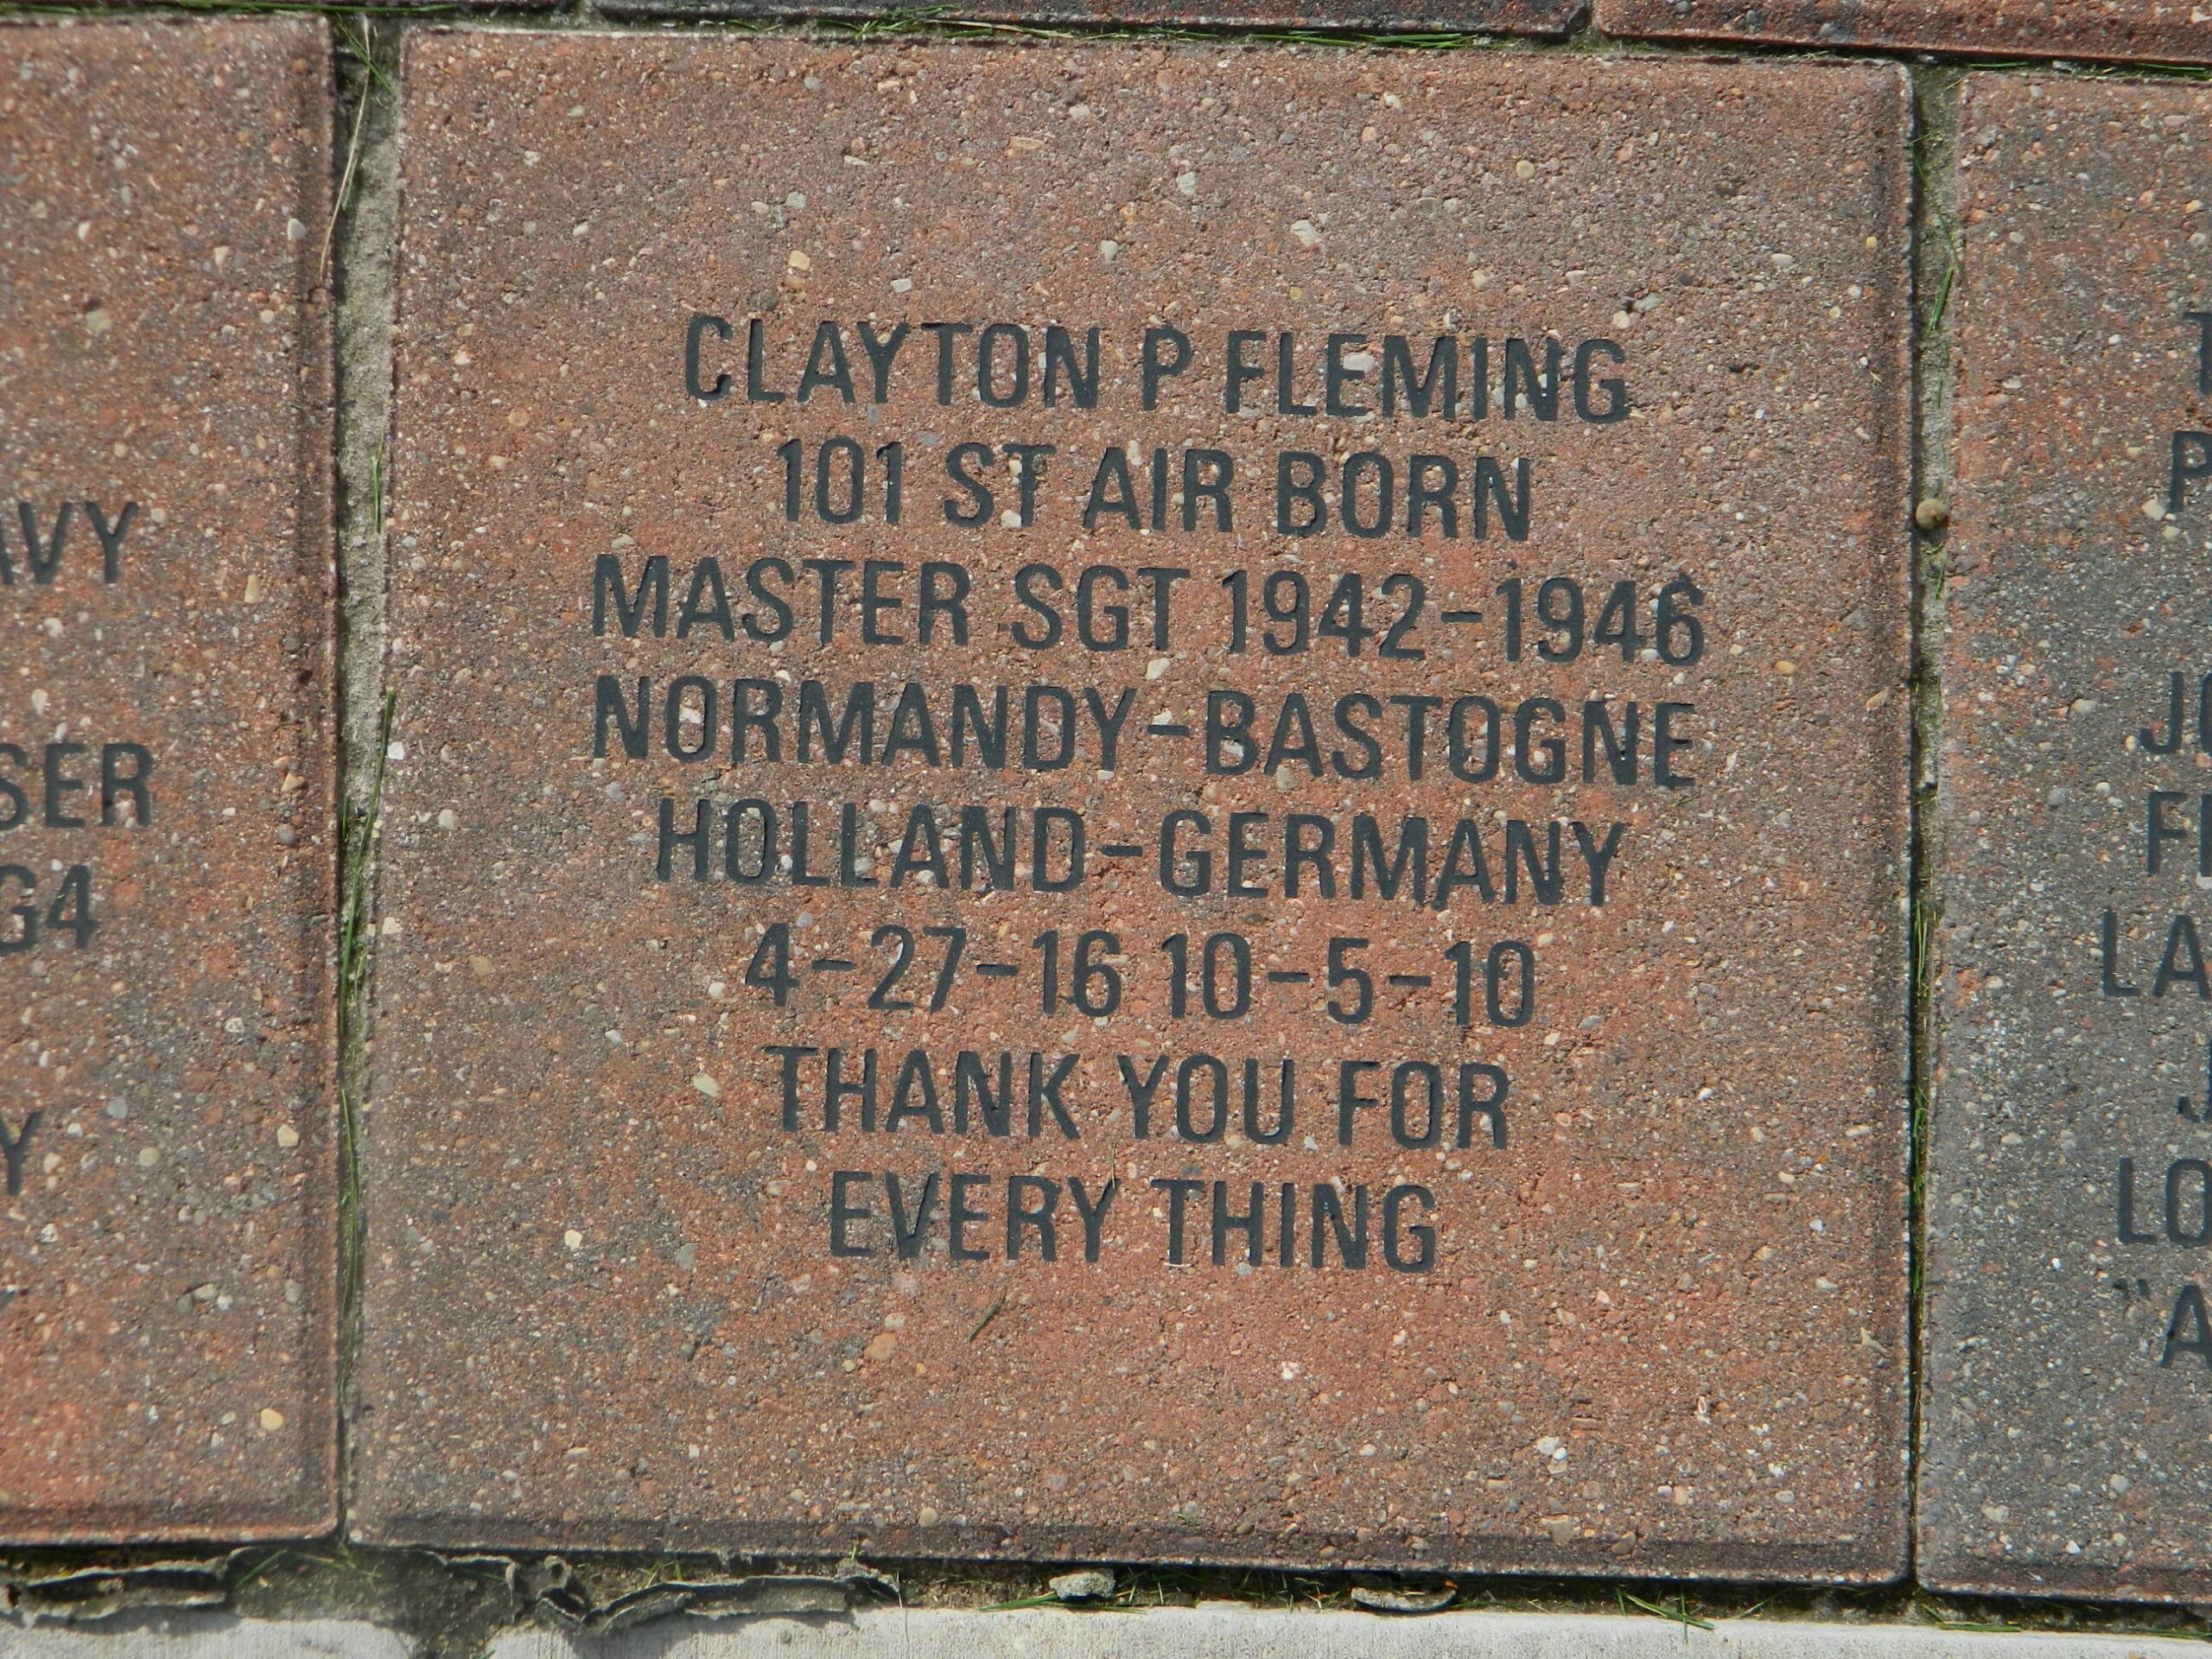 CLAYTON P FLEMING
101 ST AIR BORN
MASTER SGT 1942-1946
NORMANDY-BASTOGNE
HOLLAND-GERMANY
4-27-16 10-5-10
THANK YOU FOR
EVERY THING